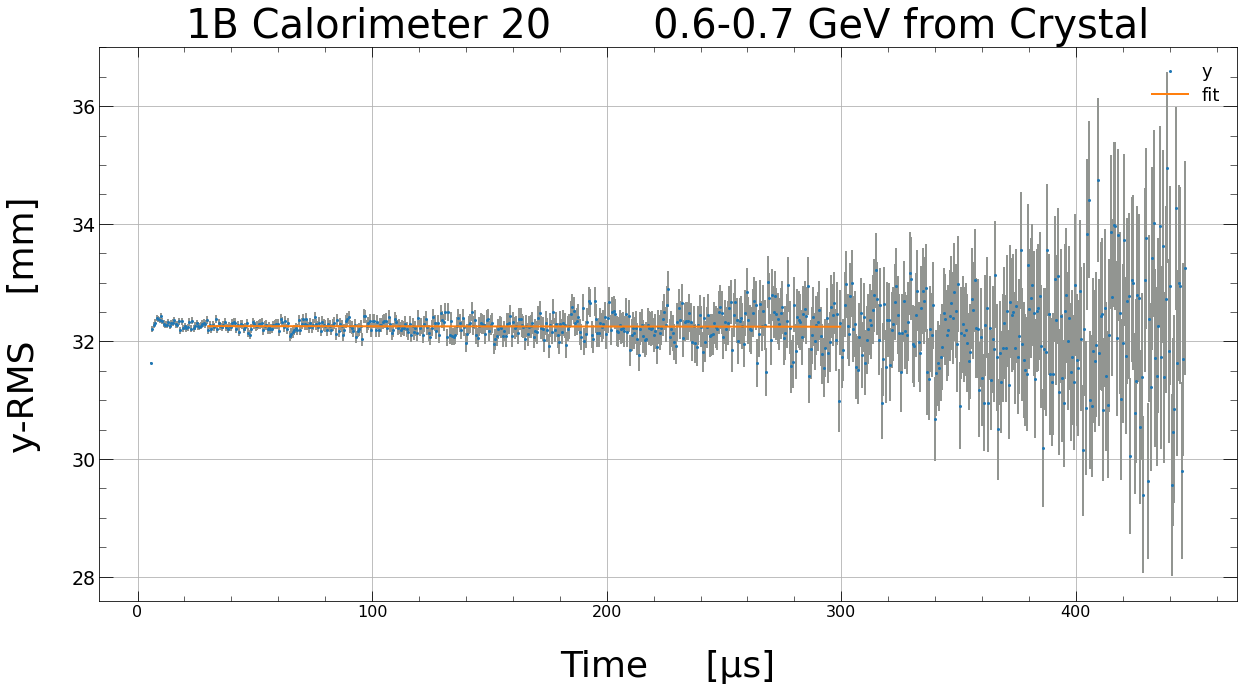 1B Calorimeter 20 0.6-0.7 GeV from Crystal
y
fit
36
34
32
30
28
y-RMS [mm]
0 100 200 300 400
Time [μs]